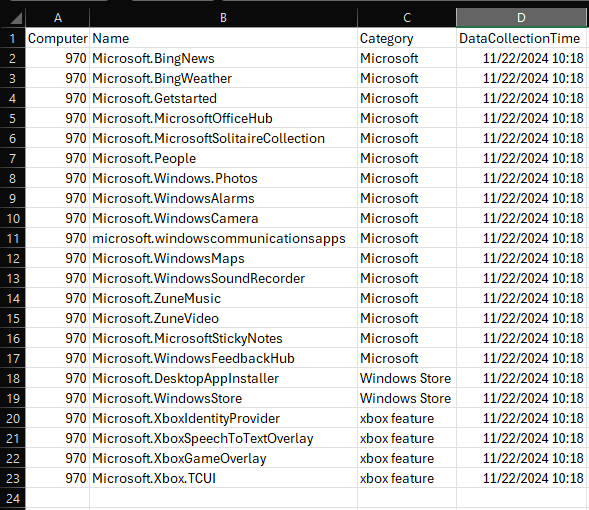 A B C D
1 Computer Name Category DataCollectionTime
2 970 Microsoft.BingNews Microsoft 11/22/2024 10:18
3 970 Microsoft.BingWeather Microsoft 11/22/2024 10:18
4 970 Microsoft.Getstarted Microsoft 11/22/2024 10:18
5 970 Microsoft.MicrosoftOfficeHub Microsoft 11/22/2024 10:18
6 970 Microsoft.MicrosoftSolitaireCollection Microsoft 11/22/2024 10:18
7 970 Microsoft.People Microsoft 11/22/2024 10:18
8 970 Microsoft.Windows.Photos Microsoft 11/22/2024 10:18
9 970 Microsoft.WindowsAlarms Microsoft 11/22/2024 10:18
10 970 Microsoft.WindowsCamera Microsoft 11/22/2024 10:18
11 970 microsoft.windowscommunicationsapps Microsoft 11/22/2024 10:18
12 970 Microsoft.WindowsMaps Microsoft 11/22/2024 10:18
13 970 Microsoft.WindowsSoundRecorder Microsoft 11/22/2024 10:18
14 970 Microsoft.ZuneMusic Microsoft 11/22/2024 10:18
15 970 Microsoft.ZuneVideo Microsoft 11/22/2024 10:18
16 970 Microsoft.MicrosoftStickyNotes Microsoft 11/22/2024 10:18
17 970 Microsoft.WindowsFeedbackHub Microsoft 11/22/2024 10:18
18 970 Microsoft.DesktopAppInstaller Windows Store 11/22/2024 10:18
19 970 Microsoft.WindowsStore Windows Store 11/22/2024 10:18
20 970 Microsoft.XboxIdentityProvider xbox feature 11/22/2024 10:18
21 970 Microsoft.XboxSpeechToTextOverlay xbox feature 11/22/2024 10:18
22 970 Microsoft.XboxGameOverlay xbox feature 11/22/2024 10:18
23 970 Microsoft.Xbox.TCUI xbox feature 11/22/2024 10:18
24